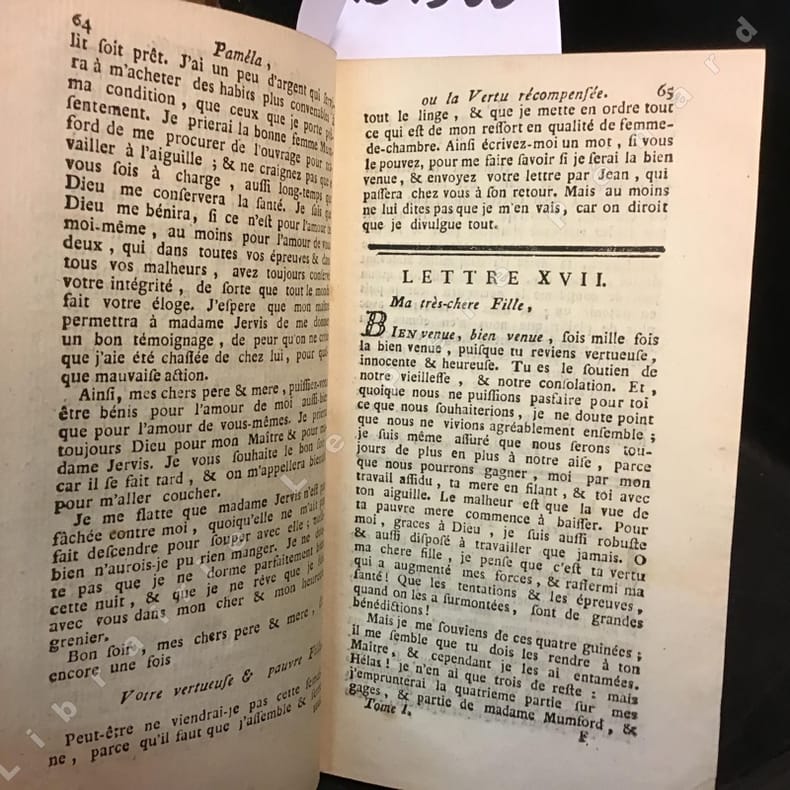 64
Paméla,
lit ſoit prêt. J'ai un peu d'argent qui
ra à m'acheter des habits plus convenables
ma condition, que ceux que je porte
ſentement. Je prierai la bonne femme
ford de me procurer de l'ouvrage pour
vailler à l'aiguille; & ne craignez pas que
vous ſois à charge, auſſi long-temps que
Dieu me conſervera la ſanté. Je ſais que
Dieu me bénira, ſi ce n'eſt pour l'amour de
moi-même, au moins pour l'amour de vous
deux, qui dans toutes vos épreuves & dans
tous vos malheurs, avez toujours conſervé
votre intégrité, de ſorte que tout le monde
fait votre éloge. J'eſpere que mon maître
permettra à madame Jervis de me donner
un bon témoignage, de peur qu'on ne croie
que j'aie été chaſſée de chez lui, pour quel-
que mauvaiſe action.
Ainſi, mes chers pere & mere, puiſſiez-vous
être bénis pour l'amour de moi auſſi-bien
que pour l'amour de vous-mêmes. Je prierai
toujours Dieu pour mon Maître & pour
dame Jervis. Je vous ſouhaite le bon ſoir,
car il ſe fait tard, & on m'appellera bientôt
pour m'aller coucher.
Je me flatte que madame Jervis n'eſt pas
fâchée contre moi, quoiqu'elle ne m'ait pas
fait deſcendre pour ſouper avec elle;
bien n'aurois-je pu rien manger. Je ne
te pas que je ne dorme parfaitement bien
cette nuit, & que je ne rêve que je ſuis
avec vous dans mon cher & mon heureux
grenier.
Bon ſoir, mes chers pere & mere,
encore une fois
Votre vertueuſe & pauvre Fille
Peut-être ne viendrai-je pas cette ſemai-
ne, parce qu'il faut que j'aſſemble &
ou la Vertu récompenſée. 65
tout le linge, & que je mette en ordre tout
ce qui eſt de mon reſſort en qualité de femme-
de-chambre. Ainſi écrivez-moi un mot, ſi vous
le pouvez, pour me faire ſavoir ſi je ſerai la bien
venue, & envoyez votre lettre par Jean, qui
paſſera chez vous à ſon retour. Mais au moins
ne lui dites pas que je m'en vais, car on diroit
que je divulgue tout.
LETTRE XVII.
Ma très-chere Fille,
BIEN venue, bien venue, ſois mille fois
la bien venue, puiſque tu reviens vertueuſe,
innocente & heureuſe. Tu es le ſoutien de
notre vieilleſſe, & notre conſolation. Et,
quoique nous ne puiſſions pas faire pour toi
ce que nous ſouhaiterions, je ne doute point
que nous ne vivions agréablement enſemble;
je ſuis même aſſuré que nous ſerons tou-
jours de plus en plus à notre aiſe, parce
que nous pourrons gagner, moi par mon
travail aſſidu, ta mere en filant, & toi avec
ton aiguille. Le malheur eſt que la vue de
ta pauvre mere commence à baiſſer. Pour
moi, graces à Dieu, je ſuis auſſi robuſte
& auſſi diſpoſé à travailler que jamais. O
ma chere fille, je penſe que c'eſt ta vertu
qui a augmenté mes forces, & raffermi ma
ſanté! Que les tentations & les épreuves,
quand on les a ſurmontées, ſont de grandes
bénédictions!
Mais je me ſouviens de ces quatre guinées;
il me ſemble que tu dois les rendre à ton
Maître, & cependant je les ai entamées.
Hélas! je n'en ai que trois de reſte: mais
j'emprunterai la quatrieme partie ſur mes
gages, & partie de madame Mumford, &
Tome I. F